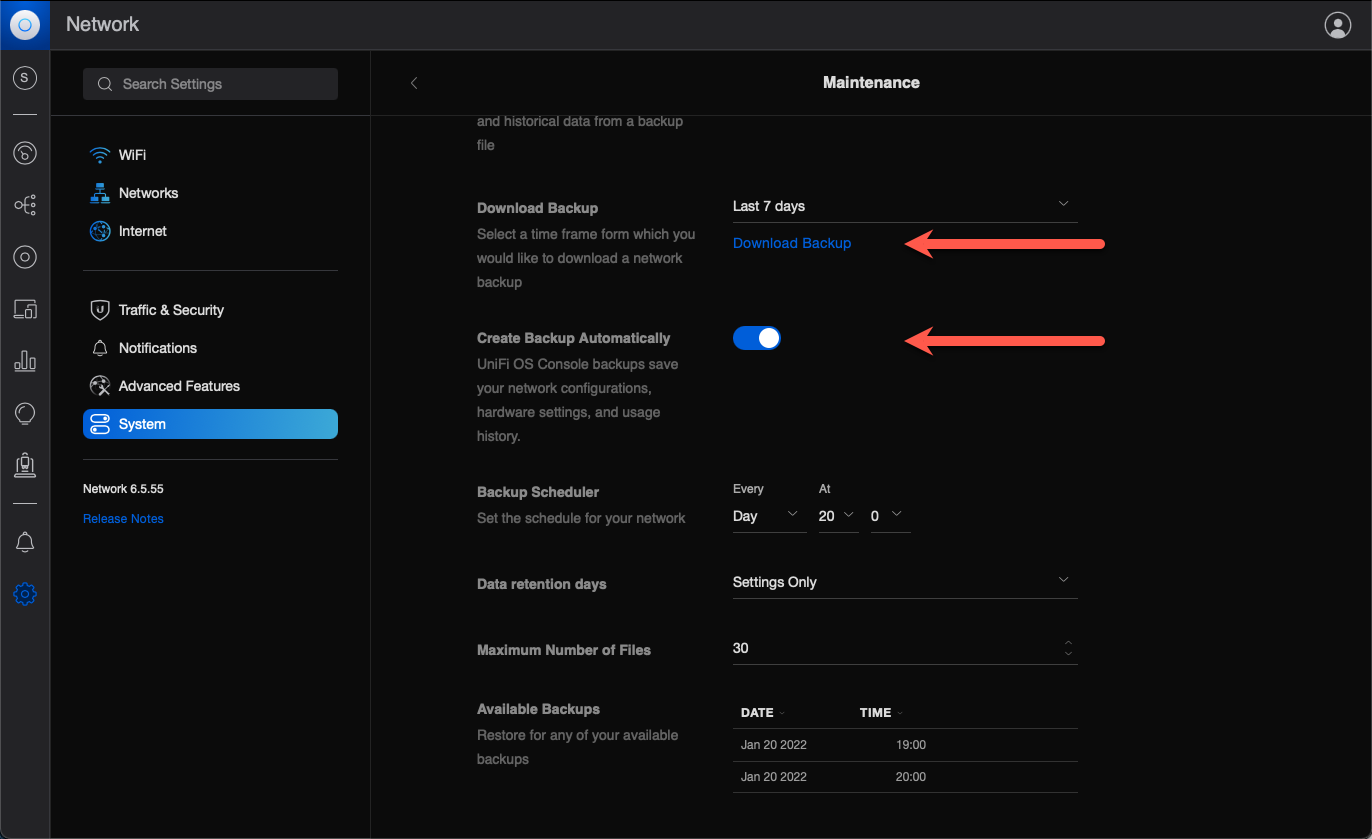 Network
S
Search Settings
WiFi
Networks
Internet
Traffic & Security
Notifications
Advanced Features
System
Network 6.5.55
Release Notes
Maintenance
and historical data from a backup
file
Download Backup
Select a time frame form which you
would like to download a network
backup
Last 7 days
Download Backup
Create Backup Automatically
UniFi OS Console backups save
your network configurations,
hardware settings, and usage
history.
Backup Scheduler
Set the schedule for your network
Every At
Day 20 0
Data retention days
Settings Only
Maximum Number of Files
30
Available Backups
Restore for any of your available
backups
DATE TIME
Jan 20 2022 19:00
Jan 20 2022 20:00